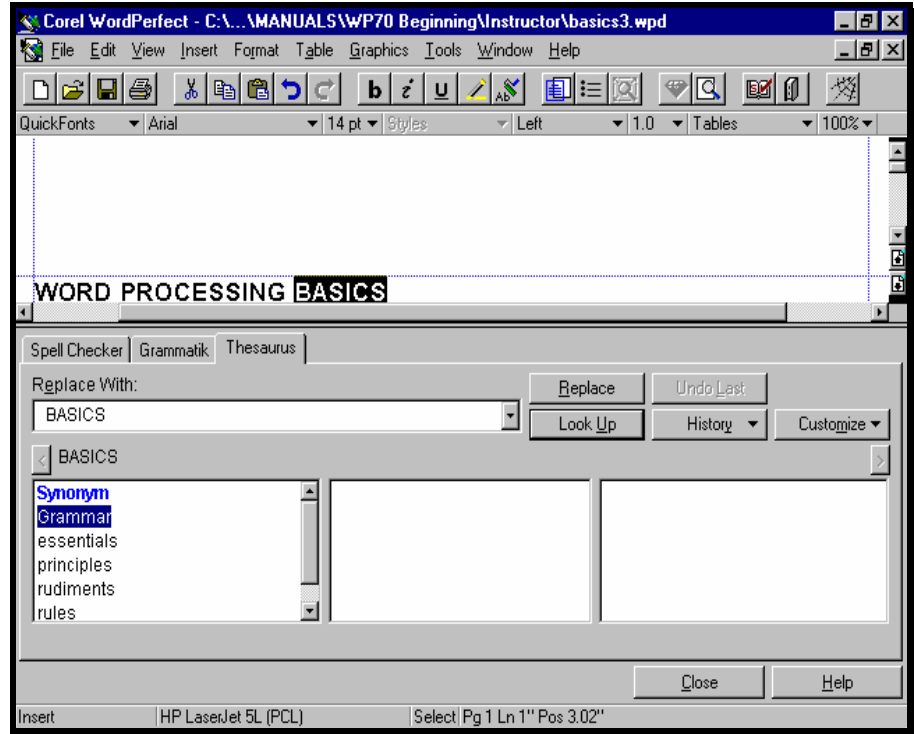 Corel WordPerfect - C:\...\MANUALS\WP70 Beginning\Instructor\basics3.wpd
File Edit View Insert Format Table Graphics Tools Window Help
b i U
QuickFonts Arial 14 pt Styles Left 1.0 Tables 100%
WORD PROCESSING BASICS
Spell Checker Grammatik Thesaurus
Replace With: Replace Undo Last
BASICS Look Up History Customize
< BASICS >
Synonym
Grammar
essentials
principles
rudiments
rules
Close Help
Insert HP LaserJet 5L (PCL) Select Pg 1 Ln 1" Pos 3.02"